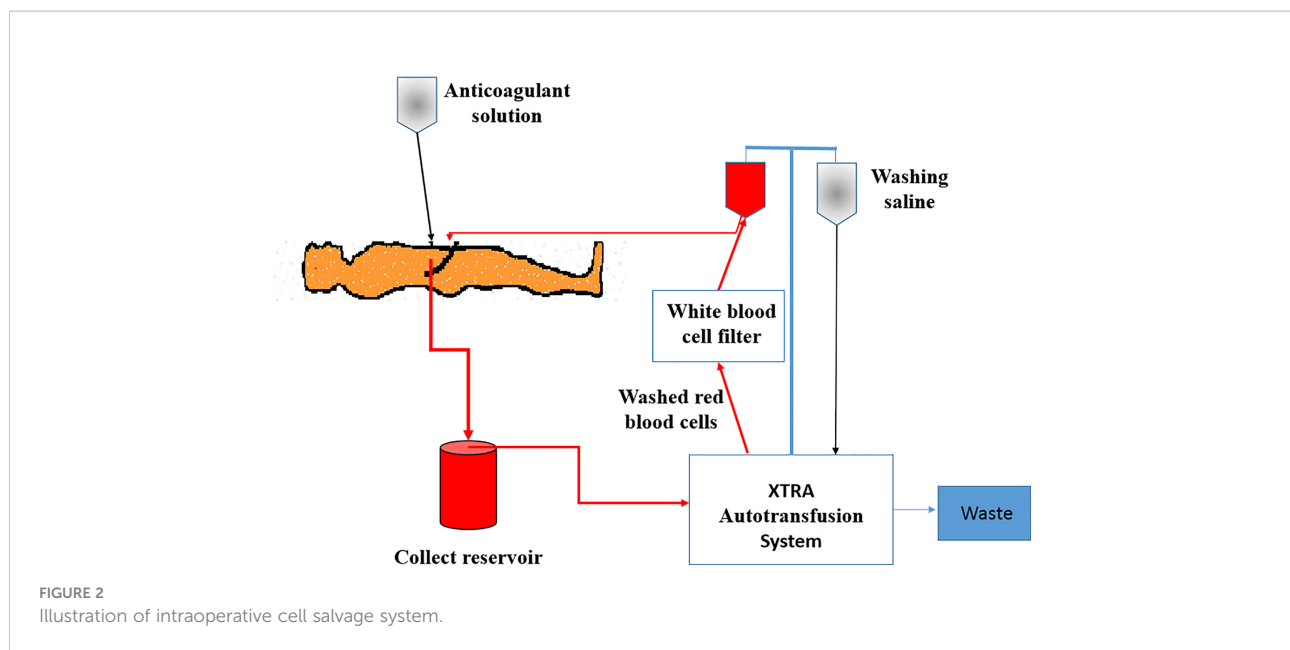 Anticoagulant
solution
Washing
saline
White blood
cell filter
Washed red
blood cells
XTRA
Autotransfusion
System
Waste
Collect reservoir
FIGURE 2
Illustration of intraoperative cell salvage system.